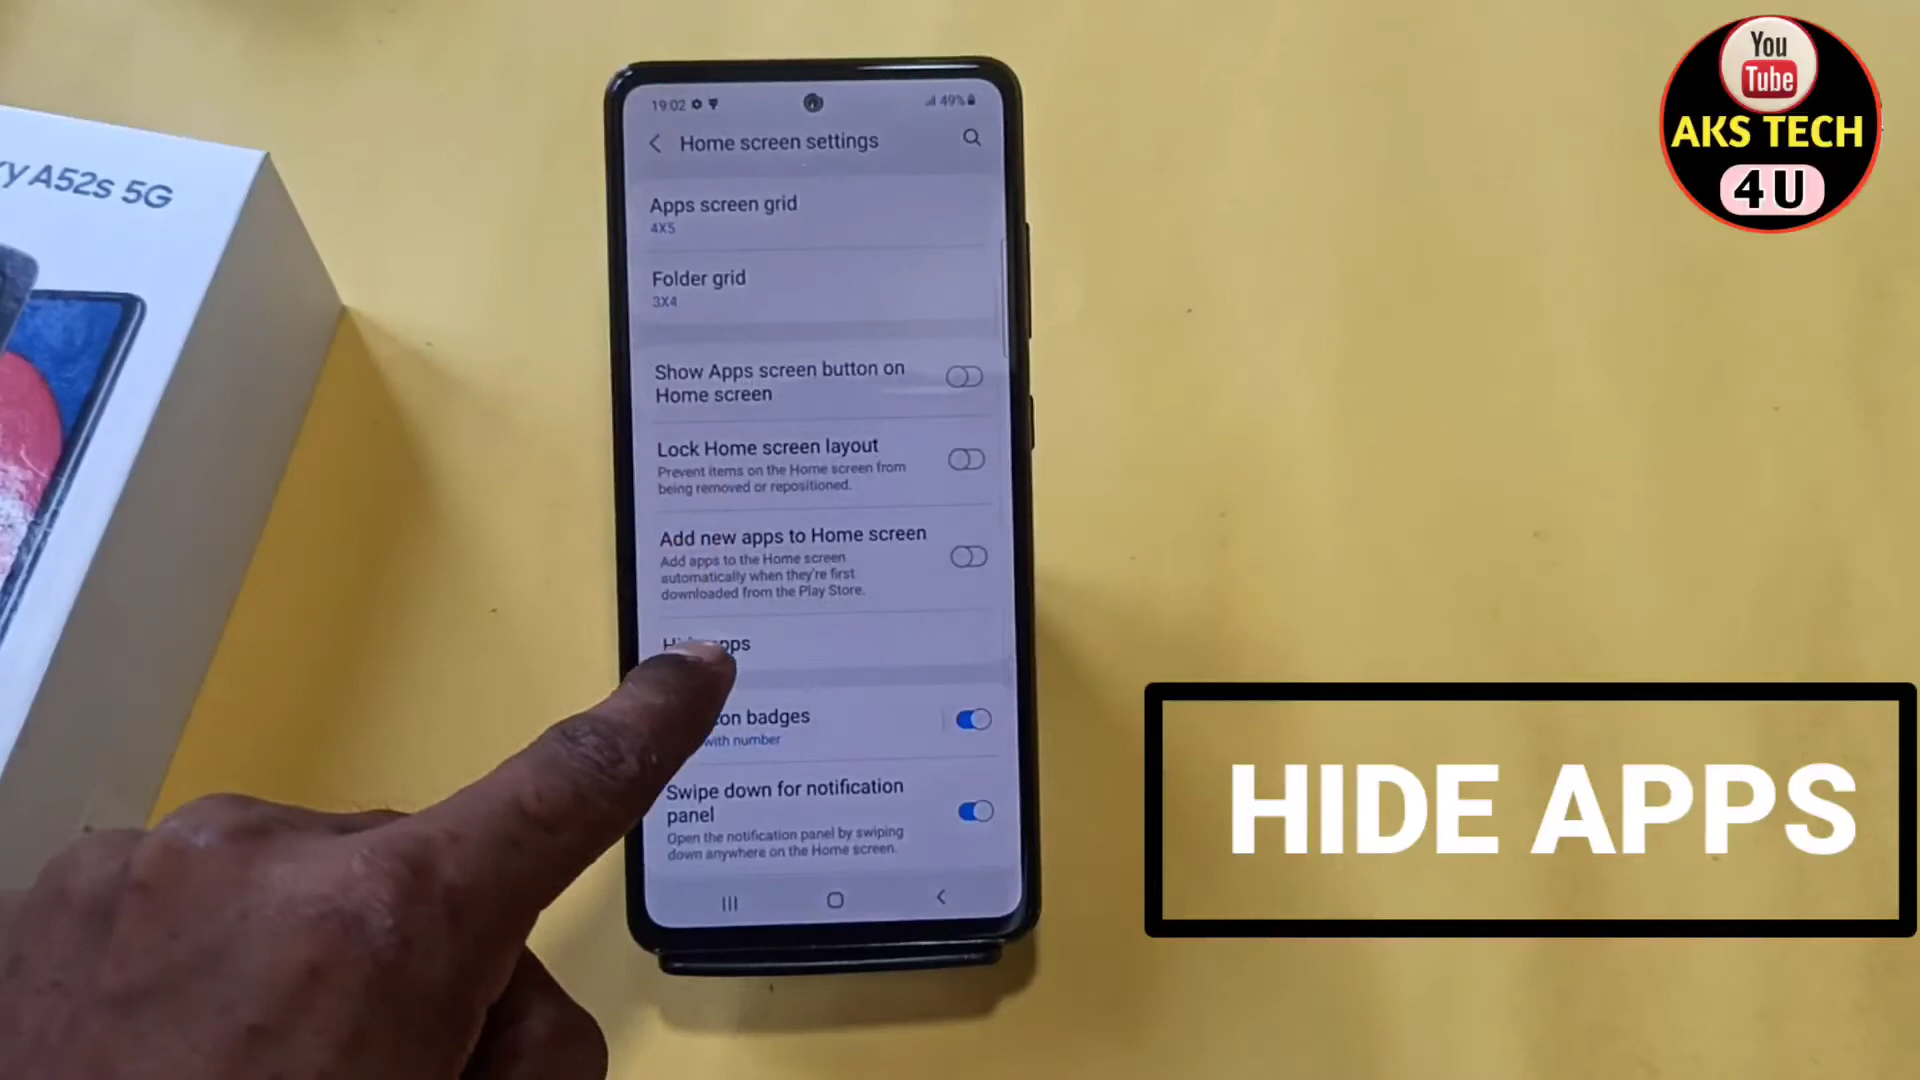 You
Tube
AKS TECH
4 U
y A52s 5G
19:02
49%
Home screen settings
Apps screen grid
4X5
Folder grid
3X4
Show Apps screen button on
Home screen
Lock Home screen layout
Prevent items on the Home screen from
being removed or repositioned.
Add new apps to Home screen
Add apps to the Home screen
automatically when they're first
downloaded from the Play Store.
Hide apps
on badges
with number
Swipe down for notification
panel
Open the notification panel by swiping
down anywhere on the Home screen.
HIDE APPS